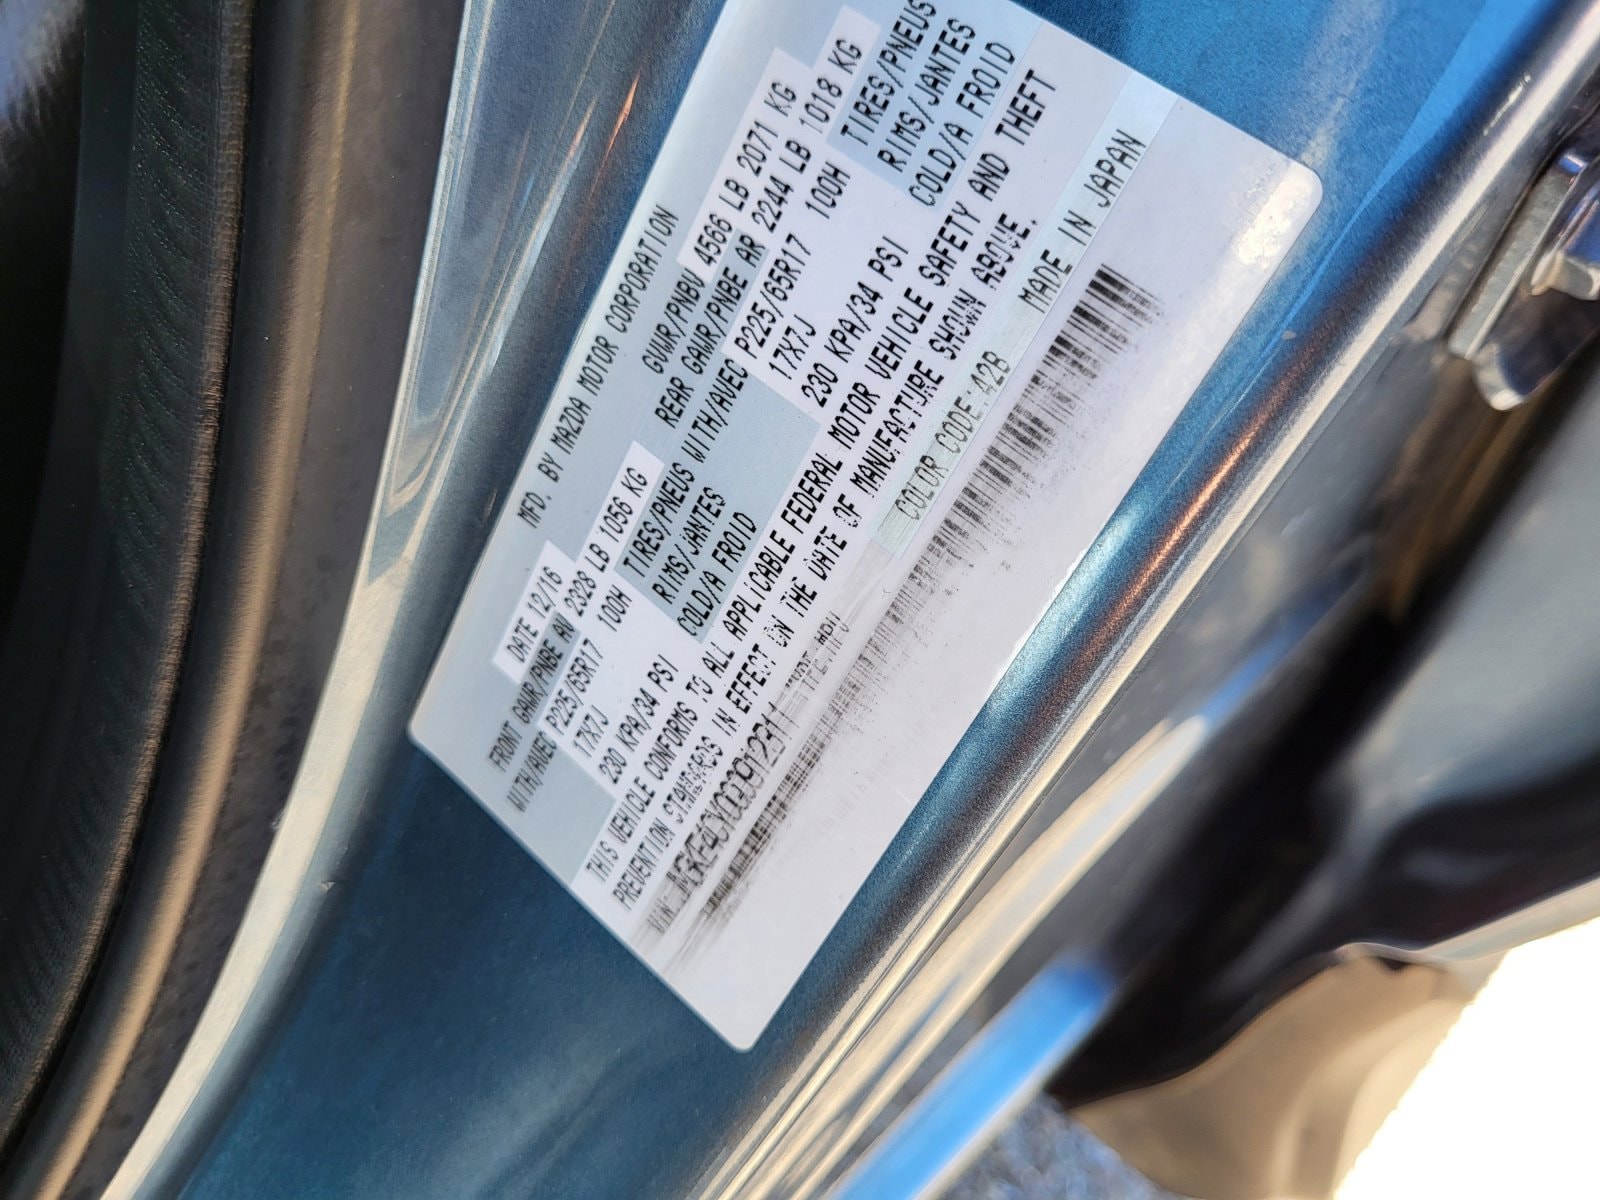 MFD. BY MAZDA MOTOR CORPORATION
DATE 12/16 GVWR/PNBV 4566 LB 2071 KG
FRONT GAWR/PNBE AV 2328 LB 1056 KG REAR GAWR/PNBE AR 2244 LB 1018 KG
WITH/AVEC P225/65R17 100H TIRES/PNEUS WITH/AVEC P225/65R17 100H TIRES/PNEUS
17X7J RIMS/JANTES 17X7J RIMS/JANTES
230 KPA/34 PSI COLD/A FROID 230 KPA/34 PSI COLD/A FROID
THIS VEHICLE CONFORMS TO ALL APPLICABLE FEDERAL MOTOR VEHICLE SAFETY AND THEFT
PREVENTION STANDARDS IN EFFECT ON THE DATE OF MANUFACTURE SHOWN ABOVE.
COLOR CODE:42B MADE IN JAPAN